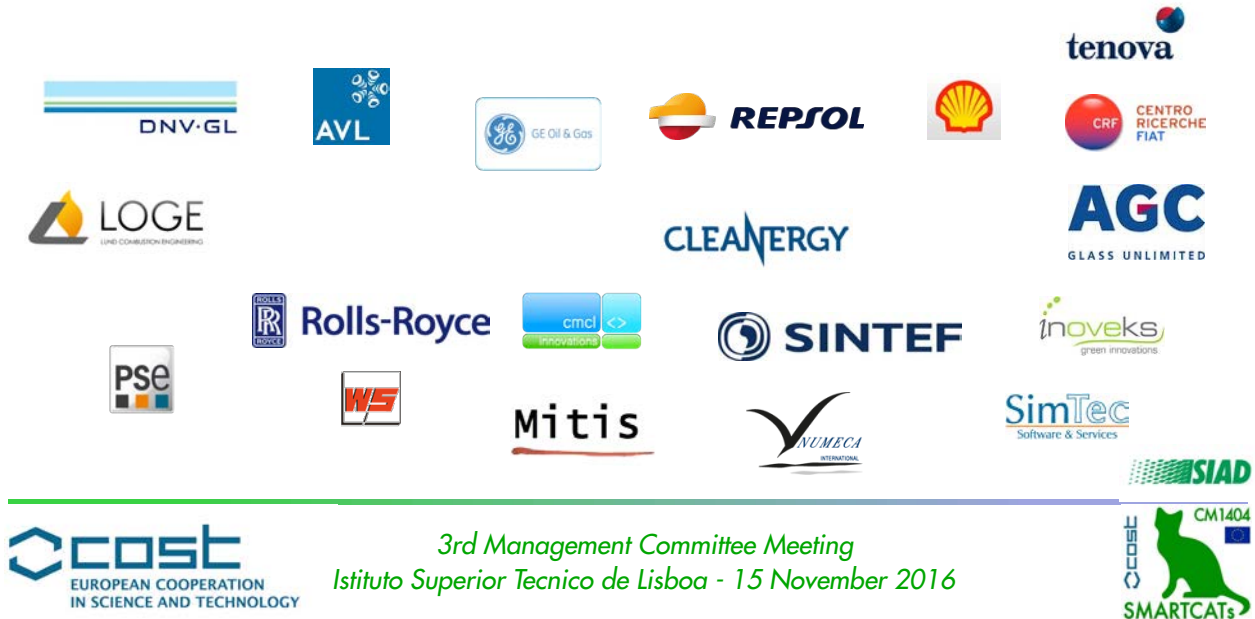 tenova
DNV·GL
AVL
GE Oil & Gas
REPSOL
CRF
CENTRO
RICERCHE
FIAT
LOGE
LUND COMBUSTION ENGINEERING
CLEANERGY
AGC
GLASS UNLIMITED
ROLLS
RR
ROYCE
Rolls-Royce
cmcl <>
innovations
SINTEF
inoveks
green innovations
PSe
WS
Mitis
NUMECA
INTERNATIONAL
SimTec
Software & Services
SIAD
cost
EUROPEAN COOPERATION
IN SCIENCE AND TECHNOLOGY
3rd Management Committee Meeting
Istituto Superior Tecnico de Lisboa - 15 November 2016
cost
CM1404
SMARTCATs